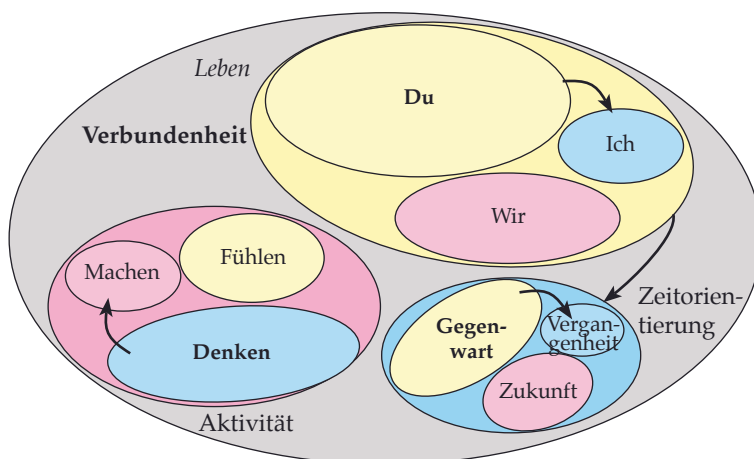 Leben
Du
Verbundenheit
Ich
Wir
Machen
Fühlen
Denken
Aktivität
Zeitorien-
tierung
Gegen-
wart
Vergan-
genheit
Zukunft